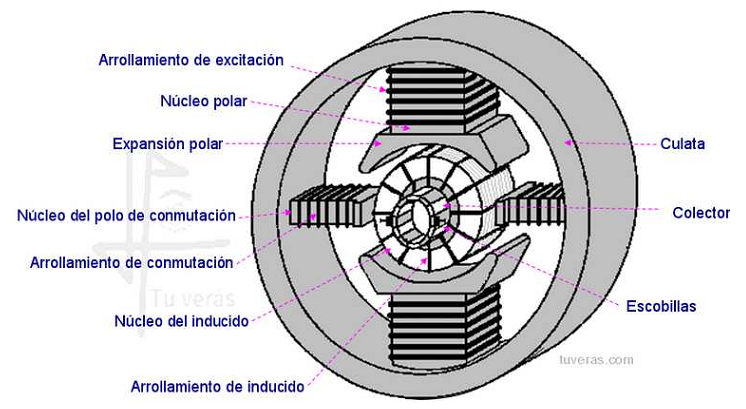 Arrollamiento de excitación
Núcleo polar
Expansión polar
Culata
Núcleo del polo de conmutación
Colector
Arrollamiento de conmutación
Tu veras
Escobillas
Núcleo del inducido
tuveras.com
Arrollamiento de inducido